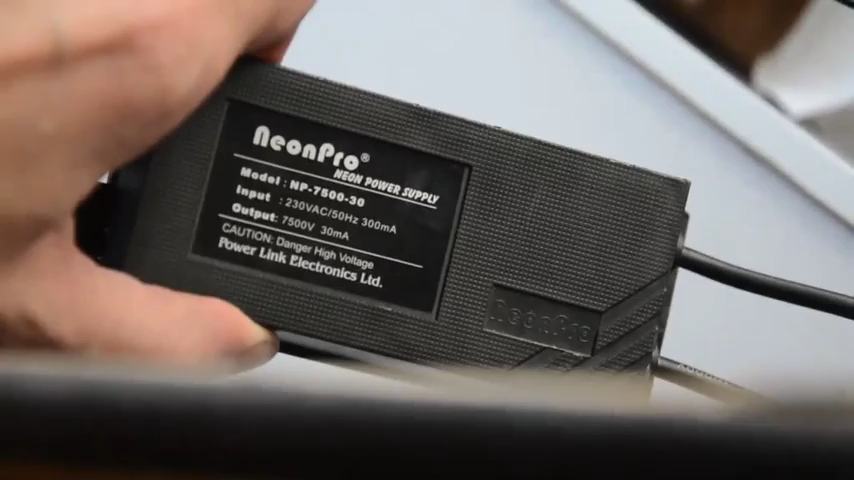 NeonPro®
NEON POWER SUPPLY
Model : NP-7500-30
Input : 230VAC/50Hz 300mA
Output: 7500V 30mA
CAUTION: Danger High Voltage
Power Link Electronics Ltd.
NeonPro